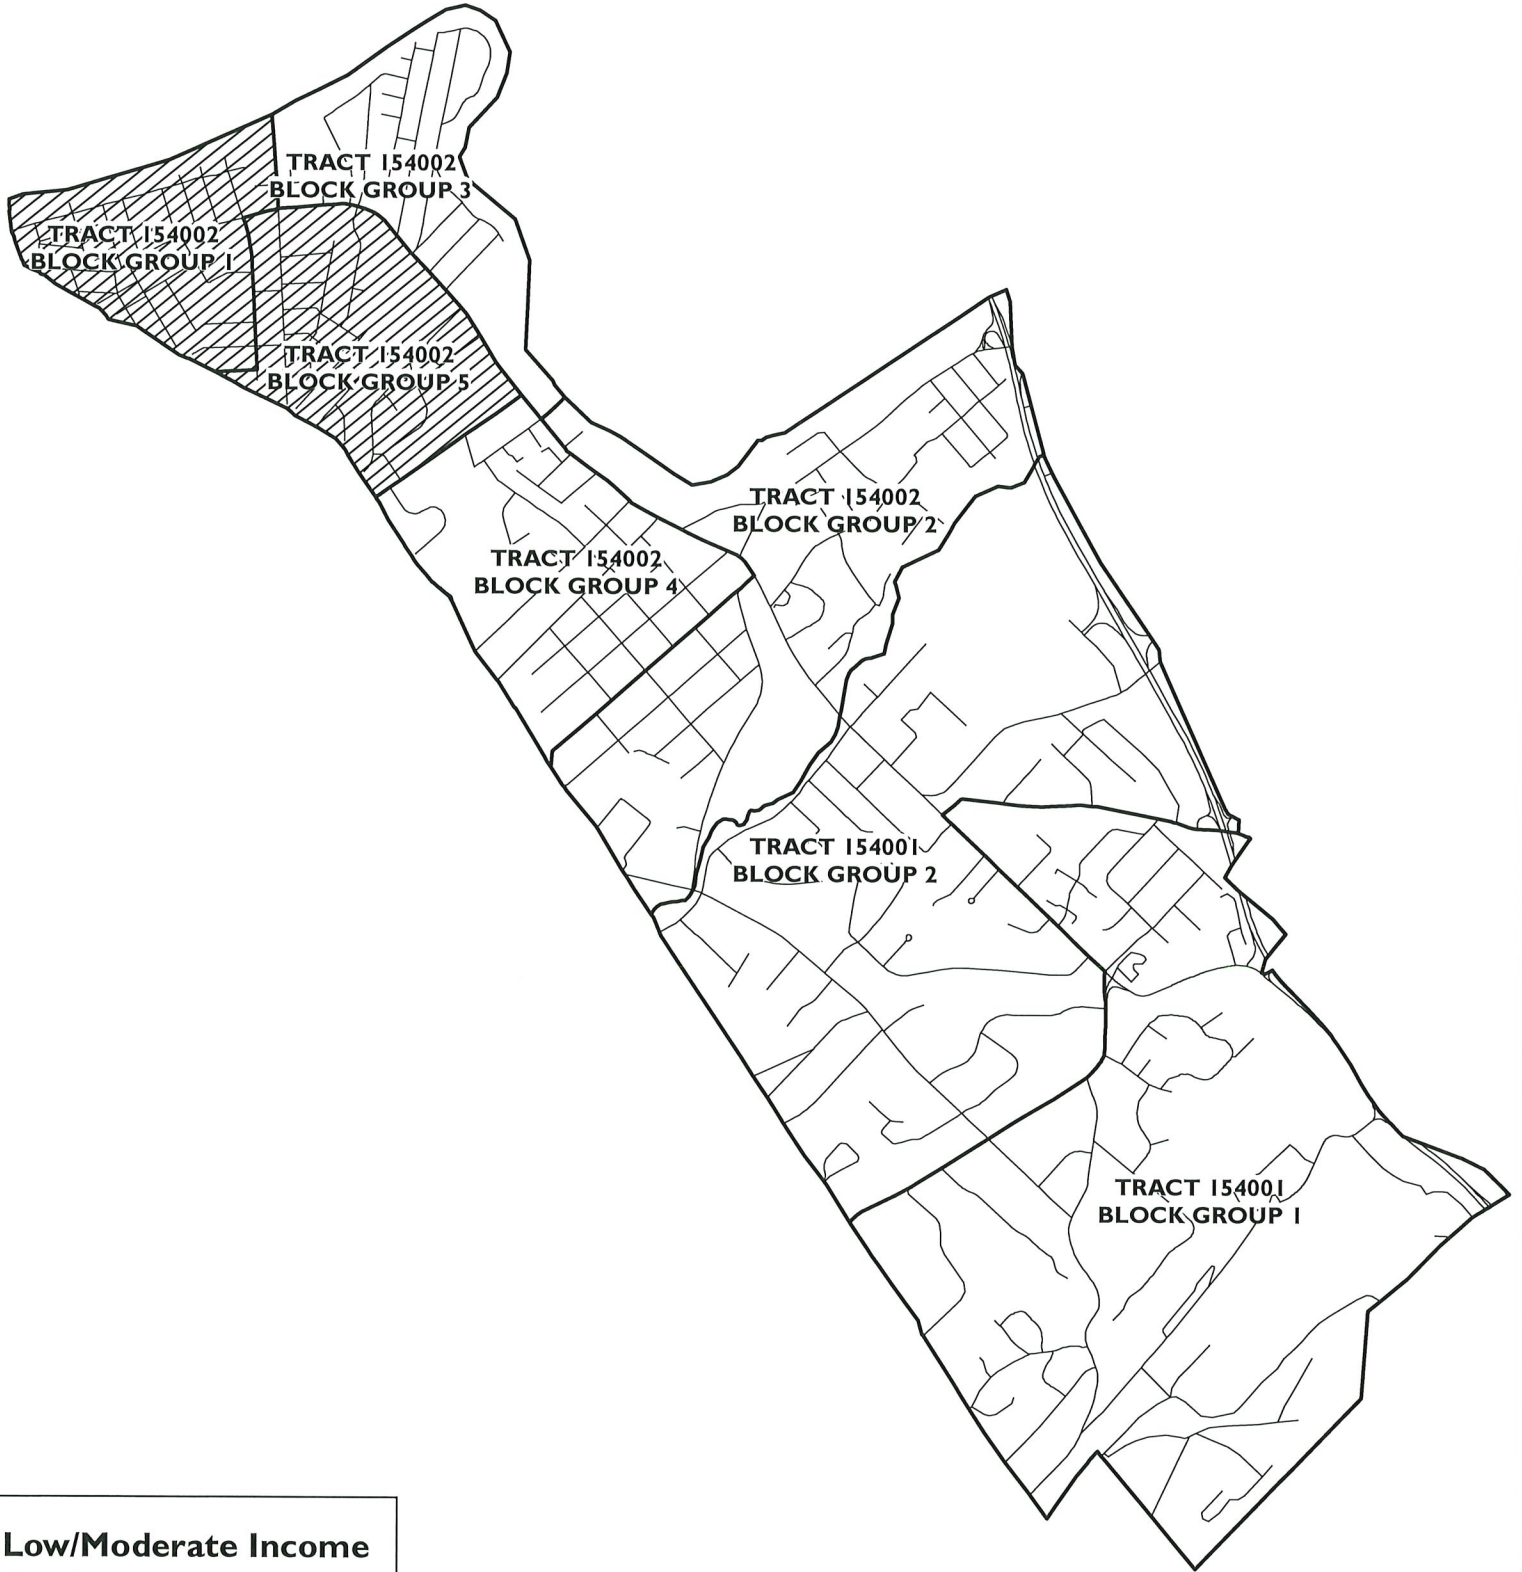 TRACT 154002
BLOCK GROUP 3
TRACT 154002
BLOCK GROUP 1
TRACT 154002
BLOCK GROUP 5
TRACT 154002
BLOCK GROUP 2
TRACT 154002
BLOCK GROUP 4
TRACT 154001
BLOCK GROUP 2
TRACT 154001
BLOCK GROUP 1
Low/Moderate Income